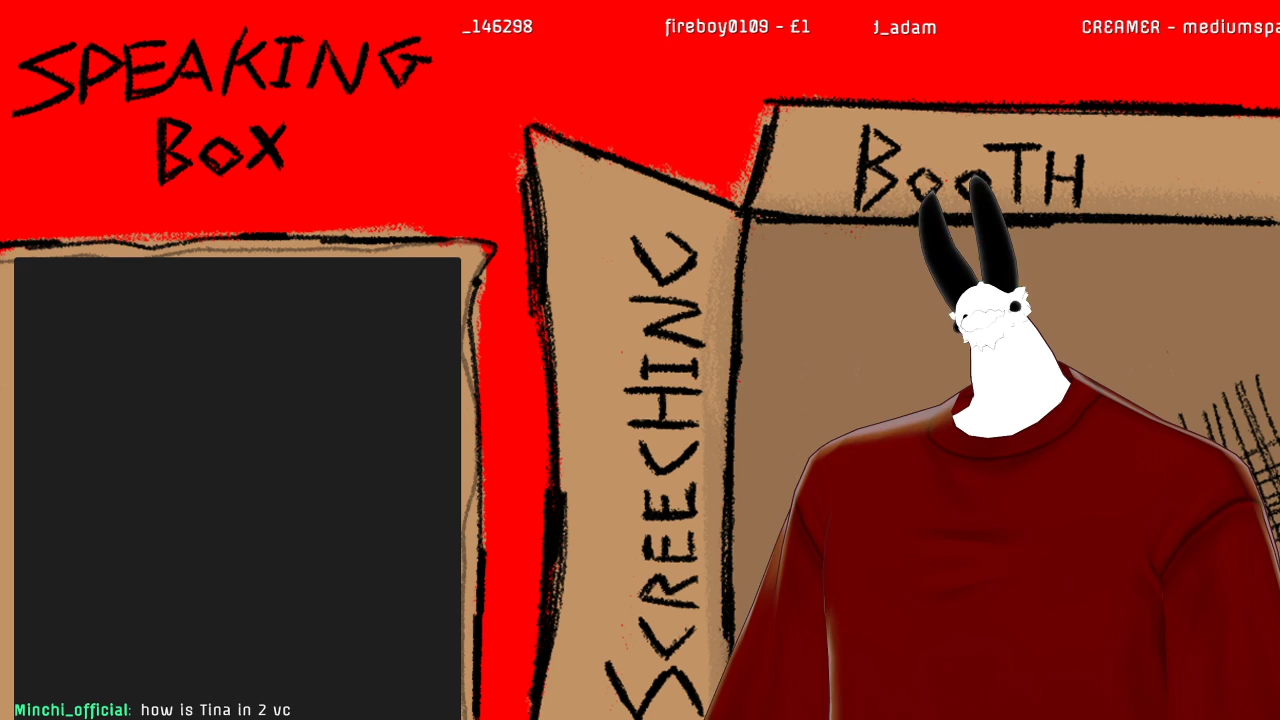 _146298 fireboy0109 - £1 J_adam CREAMER - mediumspa
SPEAKING
BOX
BOOTH
SCREECHING
Minchi_official: how is Tina in 2 vc